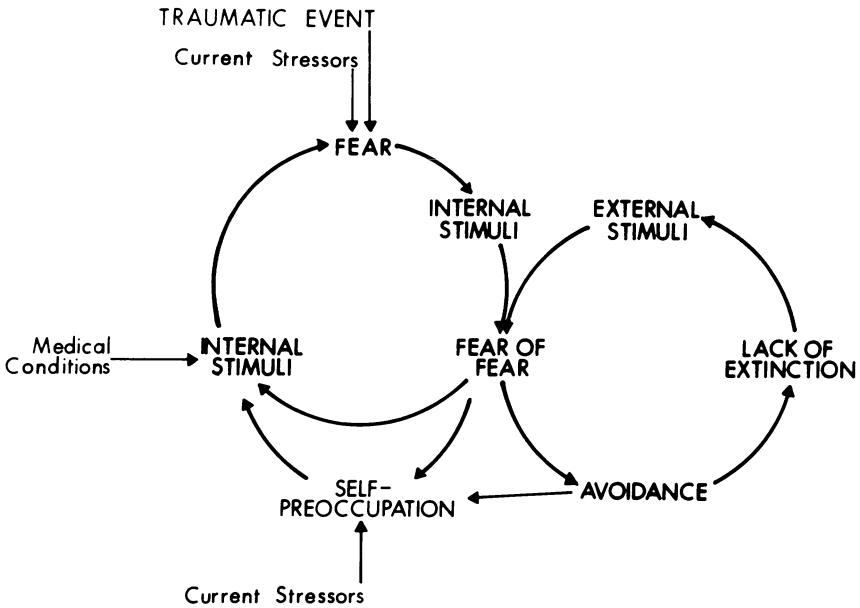 TRAUMATIC EVENT
Current Stressors
FEAR
INTERNAL
STIMULI
EXTERNAL
STIMULI
Medical
Conditions
INTERNAL
STIMULI
FEAR OF
FEAR
LACK OF
EXTINCTION
SELF-
PREOCCUPATION
AVOIDANCE
Current Stressors